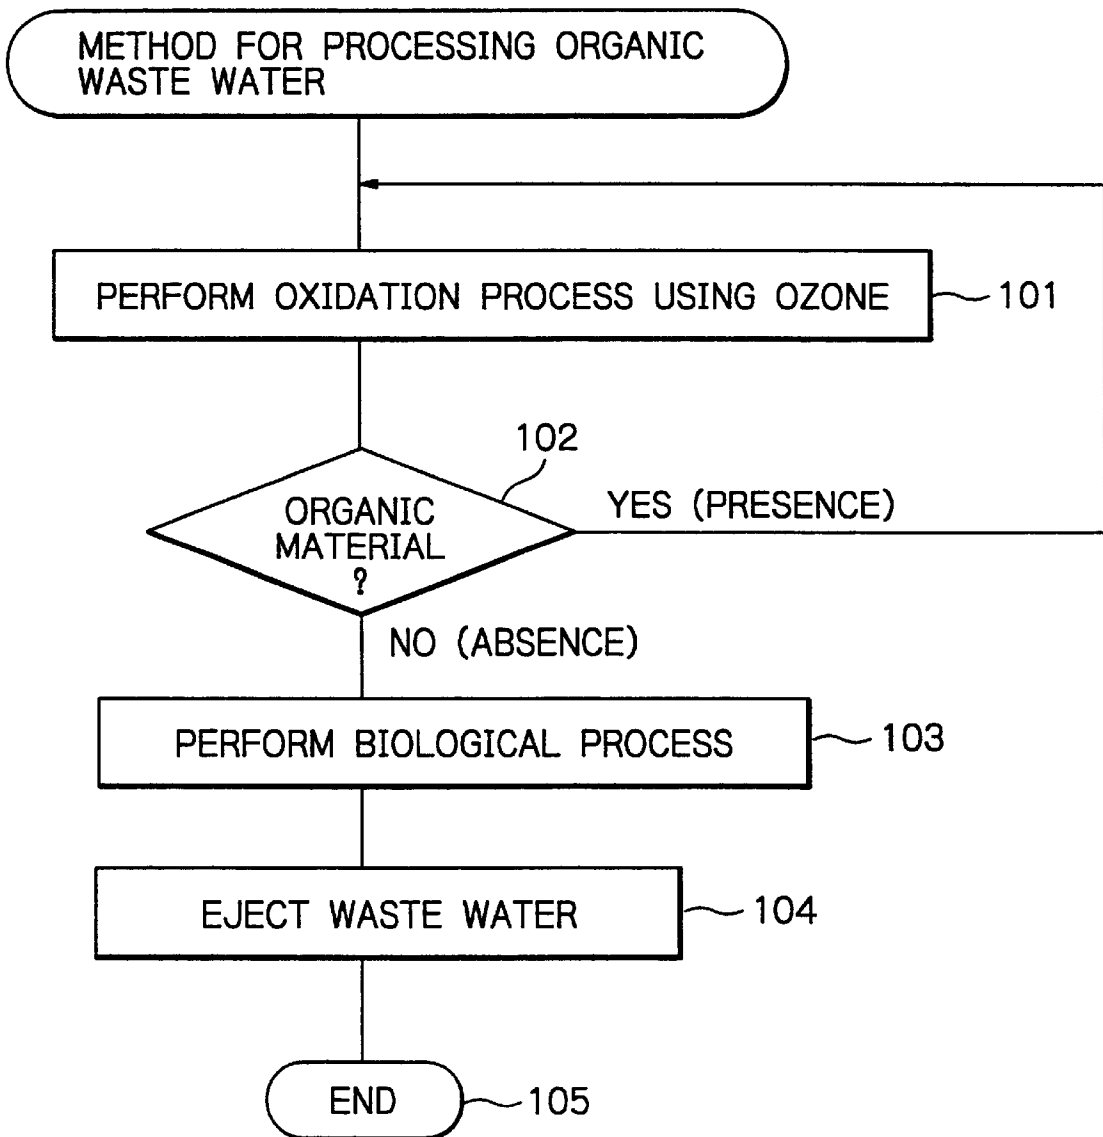 METHOD FOR PROCESSING ORGANIC
WASTE WATER
PERFORM OXIDATION PROCESS USING OZONE
101
102
ORGANIC
MATERIAL
?
YES (PRESENCE)
NO (ABSENCE)
PERFORM BIOLOGICAL PROCESS
103
EJECT WASTE WATER
104
END
105